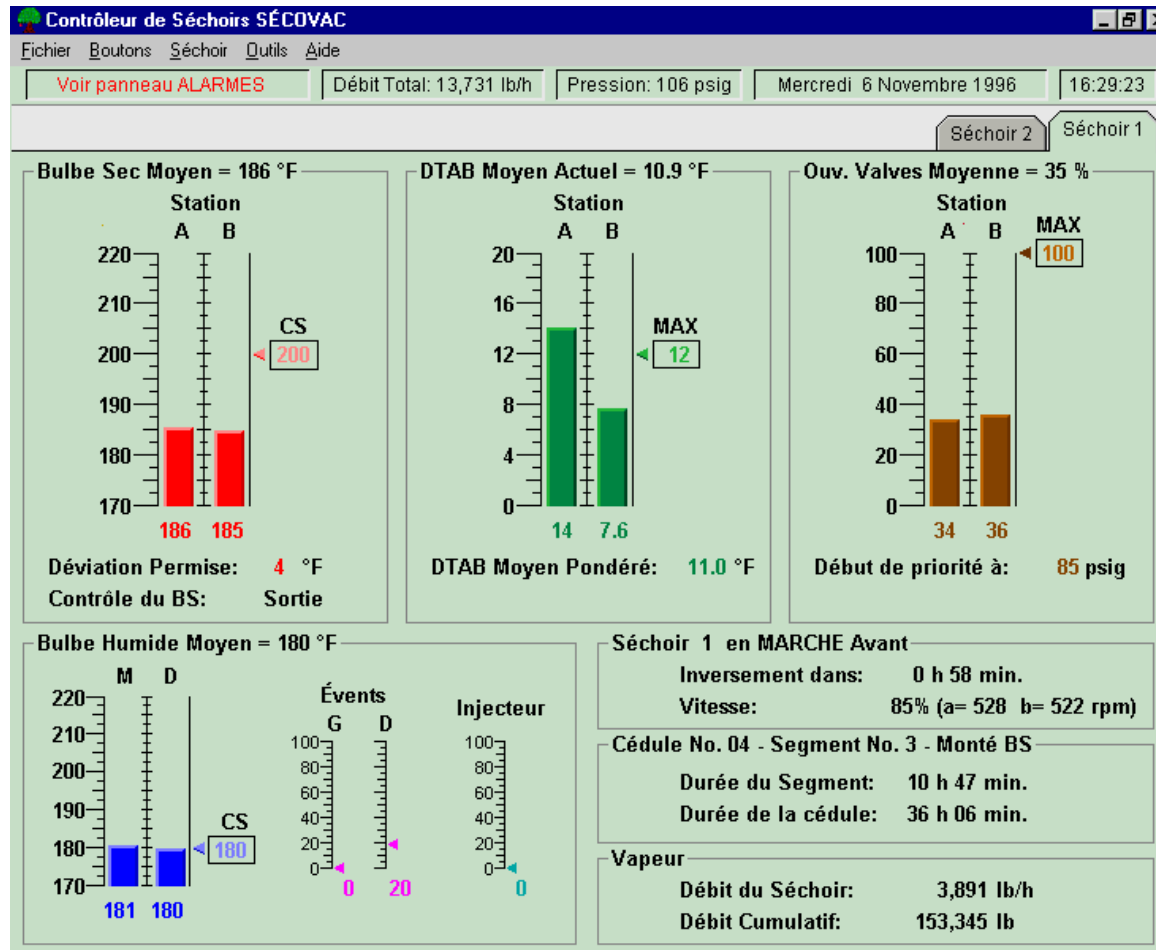 Contrôleur de Séchoirs SÉCOVAC
Fichier Boutons Séchoir Outils Aide
Voir panneau ALARMES Débit Total: 13,731 lb/h Pression: 106 psig Mercredi 6 Novembre 1996 16:29:23
Séchoir 2 Séchoir 1
Bulbe Sec Moyen = 186 °F
Station
A B
220
210
200
190
180
170
CS
200
186 185
Déviation Permise: 4 °F
Contrôle du BS: Sortie
DTAB Moyen Actuel = 10.9 °F
Station
A B
20
16
12
8
4
0
MAX
12
14 7.6
DTAB Moyen Pondéré: 11.0 °F
Ouv. Valves Moyenne = 35 %
Station
A B
MAX
100
100
80
60
40
20
0
34 36
Début de priorité à: 85 psig
Bulbe Humide Moyen = 180 °F
M D
220
210
200
190
180
170
CS
180
181 180
Évents
G D
100
80
60
40
20
0
0 20
Injecteur
100
80
60
40
20
0
0
Séchoir 1 en MARCHE Avant
Inversement dans: 0 h 58 min.
Vitesse: 85% (a= 528 b= 522 rpm)
Cédule No. 04 - Segment No. 3 - Monté BS
Durée du Segment: 10 h 47 min.
Durée de la cédule: 36 h 06 min.
Vapeur
Débit du Séchoir: 3,891 lb/h
Débit Cumulatif: 153,345 lb